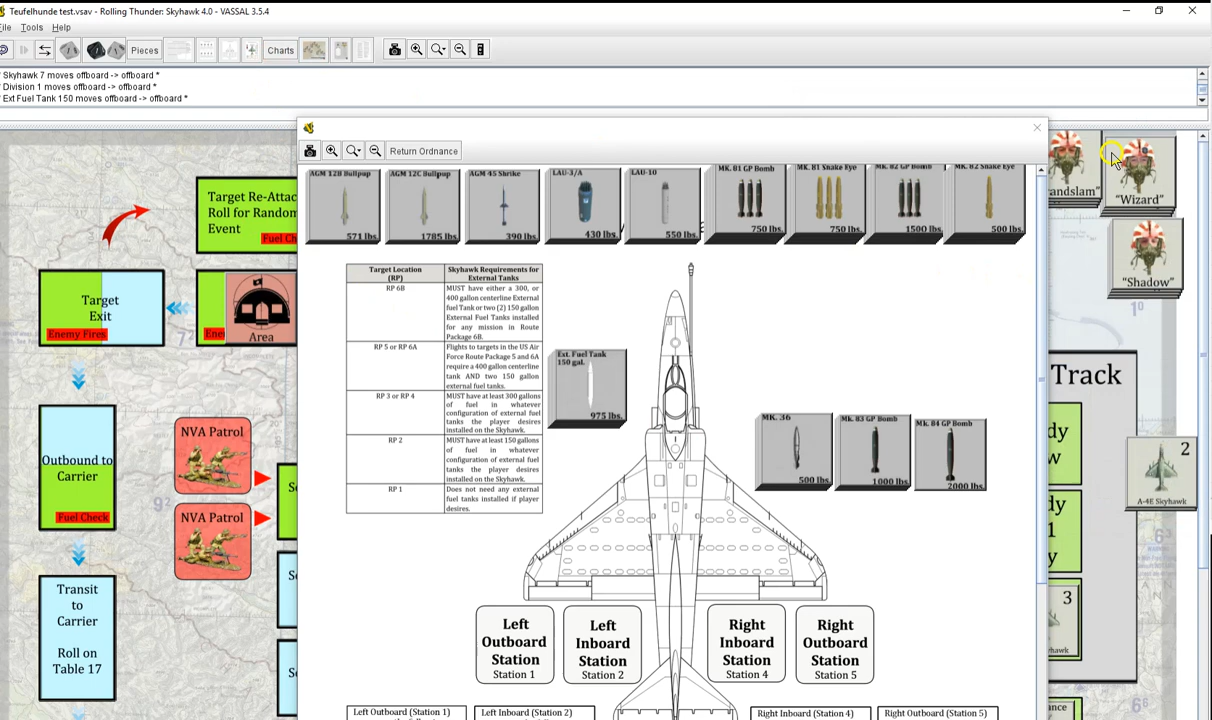 Teufelhunde test.vsav - Rolling Thunder: Skyhawk 4.0 - VASSAL 3.5.4
File Tools Help
Pieces
Charts
Skyhawk 7 moves offboard -> offboard *
Division 1 moves offboard -> offboard *
Ext Fuel Tank 150 moves offboard -> offboard *
Return Ordnance
AGM 12B Bullpup
571 lbs.
AGM 12C Bullpup
1785 lbs.
AGM 45 Shrike
390 lbs.
LAU-3/A
430 lbs.
LAU-10
550 lbs.
MK. 81 GP Bomb
750 lbs.
MK. 81 Snake Eye
750 lbs.
MK. 82 GP Bomb
1500 lbs.
MK. 82 Snake Eye
500 lbs.
Target Location
(RP)
Skyhawk Requirements for
External Tanks
RP 6B
MUST have either a 300, or
400 gallon centerline External
fuel Tank or two (2) 150 gallon
External Fuel Tanks installed
for any mission in Route
Package 6B.
RP 5 or RP 6A
Flights to targets in the US Air
Force Route Package 5 and 6A
require a 400 gallon centerline
tank AND two 150 gallon
external fuel tanks.
RP 3 or RP 4
MUST have at least 300 gallons
of fuel in whatever
configuration of external fuel
tanks the player desires
installed on the Skyhawk.
RP 2
MUST have at least 150 gallons
of fuel in whatever
configuration of external fuel
tanks the player desires
installed on the Skyhawk.
RP 1
Does not need any external
fuel tanks installed if player
desires.
Ext. Fuel Tank
150 gal.
975 lbs.
MK. 36
500 lbs.
Mk. 83 GP Bomb
1000 lbs.
Mk. 84 GP Bomb
2000 lbs.
Left
Outboard
Station
Station 1
Left
Inboard
Station
Station 2
Right
Inboard
Station
Station 4
Right
Outboard
Station
Station 5
Left Outboard (Station 1)
Left Inboard (Station 2)
Right Inboard (Station 4)
Right Outboard (Station 5)
Target Re-Attac
Roll for Random
Event
Fuel Ch
Target
Exit
Enemy Fires
Ene
Area
7²
Outbound to
Carrier
Fuel Check
NVA Patrol
NVA Patrol
9³
Transit
to
Carrier
Roll on
Table 17
andslam"
"Wizard"
"Shadow"
1⁰
Track
dy
w
dy
1
y
3
hawk
2
A-4E Skyhawk
6³
6⁶